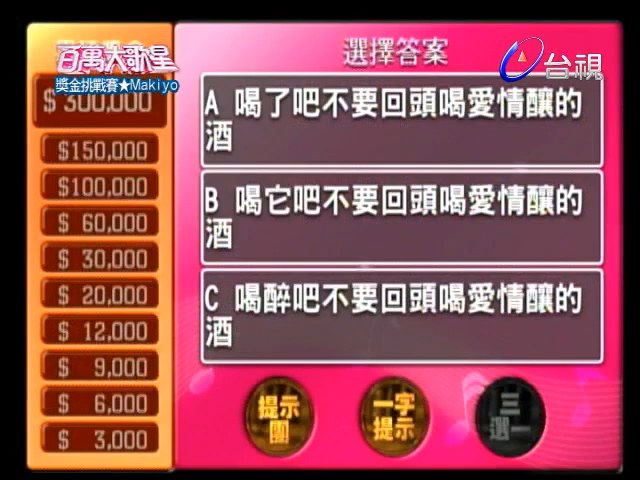 百萬大歌星
獎金挑戰賽★Makiyo
$300,000
$150,000
$100,000
$ 60,000
$ 30,000
$ 20,000
$ 12,000
$ 9,000
$ 6,000
$ 3,000
選擇答案
台視
A 喝了吧不要回頭喝愛情釀的
酒
B 喝它吧不要回頭喝愛情釀的
酒
C 喝醉吧不要回頭喝愛情釀的
酒
提示
團
一字
提示
三
選一